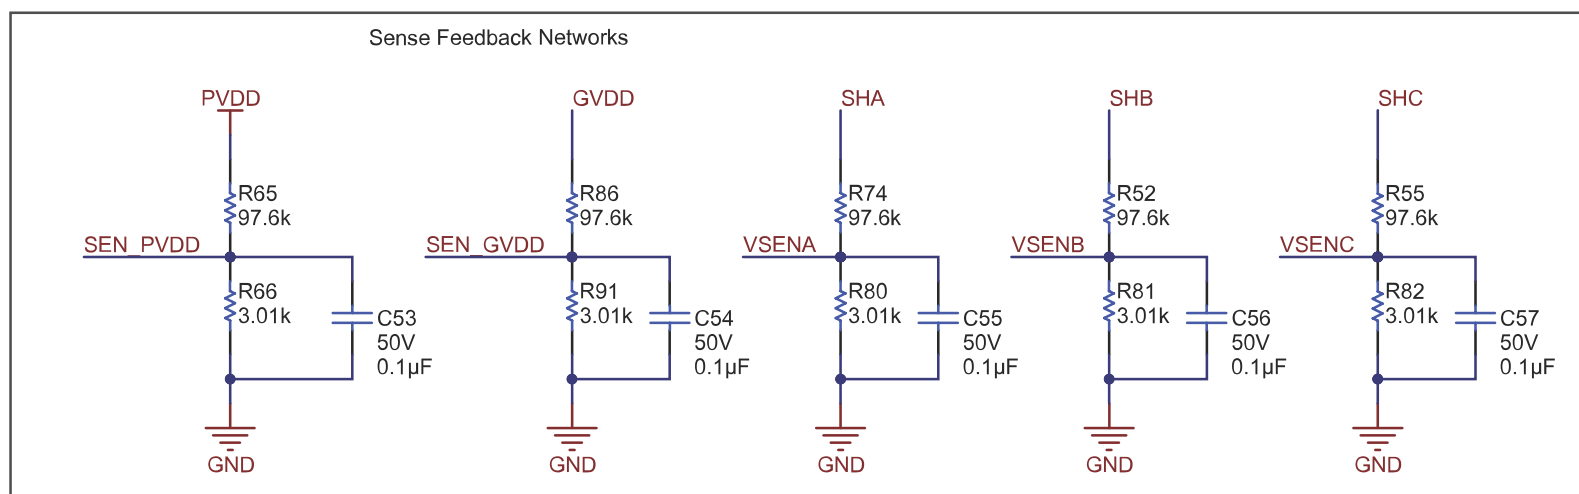 Sense Feedback Networks
PVDD
GVDD
SHA
SHB
SHC
R65
97.6k
R86
97.6k
R74
97.6k
R52
97.6k
R55
97.6k
SEN_PVDD
SEN_GVDD
VSENA
VSENB
VSENC
R66
3.01k
R91
3.01k
R80
3.01k
R81
3.01k
R82
3.01k
C53
50V
0.1µF
C54
50V
0.1µF
C55
50V
0.1µF
C56
50V
0.1µF
C57
50V
0.1µF
GND
GND
GND
GND
GND